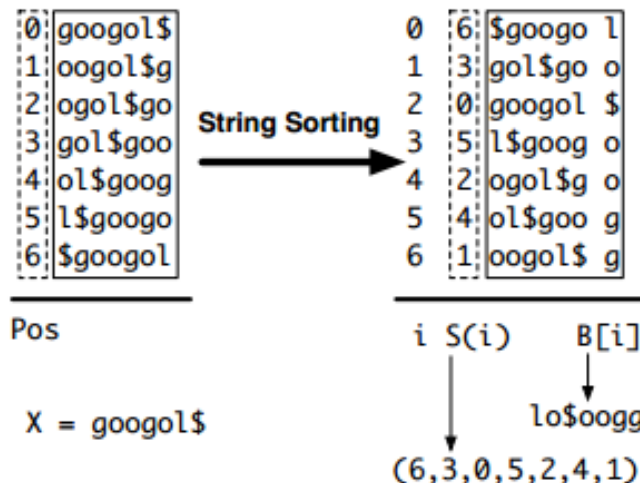 0 googol$
1 oogol$g
2 ogol$go
3 gol$goo
4 ol$goog
5 l$googo
6 $googol
Pos
X = googol$
String Sorting
0 6 $googo l
1 3 gol$go o
2 0 googol $
3 5 l$goog o
4 2 ogol$g o
5 4 ol$goo g
6 1 oogol$ g
i S(i) B[i]
lo$oogg
(6,3,0,5,2,4,1)